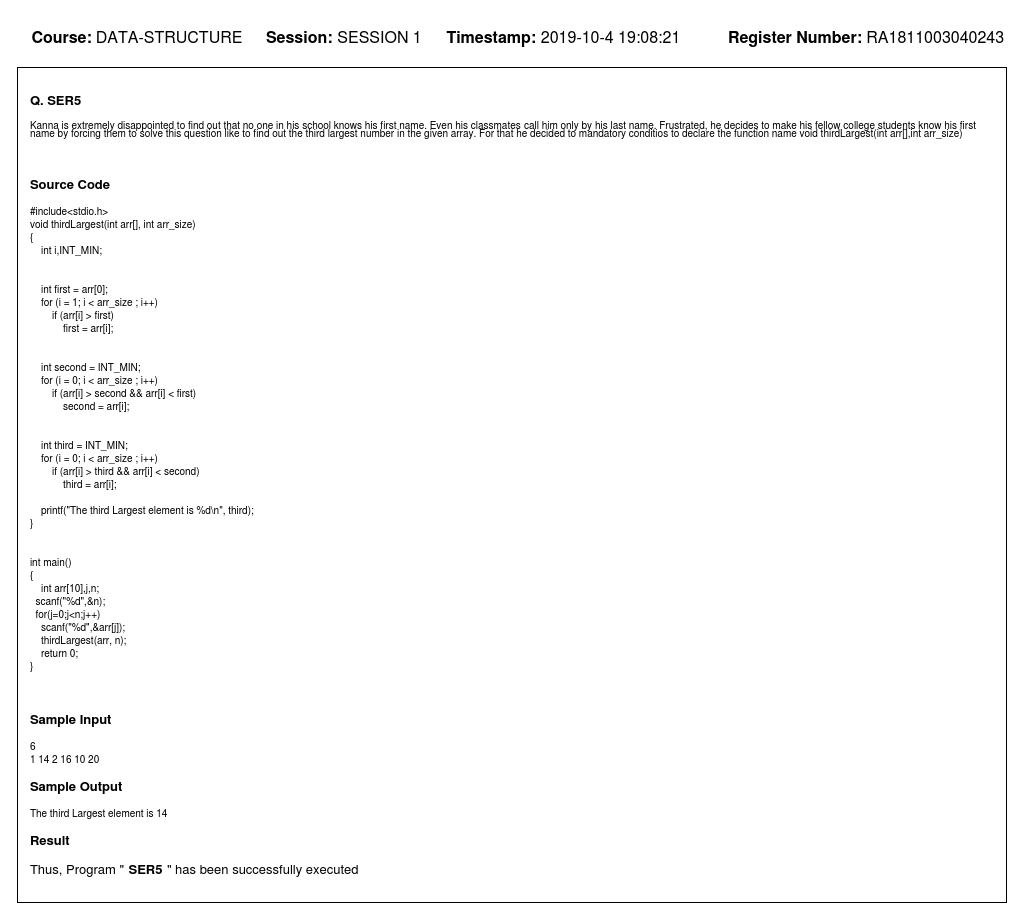 Course: DATA-STRUCTURE Session: SESSION 1 Timestamp: 2019-10-4 19:08:21 Register Number: RA1811003040243
Q. SER5
Kanna is extremely disappointed to find out that no one in his school knows his first name. Even his classmates call him only by his last name. Frustrated, he decides to make his fellow college students know his first
name by forcing them to solve this question like to find out the third largest number in the given array. For that he decided to mandatory conditios to declare the function name void thirdLargest(int arr[],int arr_size)
Source Code
#include<stdio.h>
void thirdLargest(int arr[], int arr_size)
{
    int i,INT_MIN;
    int first = arr[0];
    for (i = 1; i < arr_size ; i++)
        if (arr[i] > first)
            first = arr[i];
    int second = INT_MIN;
    for (i = 0; i < arr_size ; i++)
        if (arr[i] > second && arr[i] < first)
            second = arr[i];
    int third = INT_MIN;
    for (i = 0; i < arr_size ; i++)
        if (arr[i] > third && arr[i] < second)
            third = arr[i];
    printf("The third Largest element is %d\n", third);
}
int main()
{
    int arr[10],j,n;
  scanf("%d",&n);
  for(j=0;j<n;j++)
    scanf("%d",&arr[j]);
    thirdLargest(arr, n);
    return 0;
}
Sample Input
6
1 14 2 16 10 20
Sample Output
The third Largest element is 14
Result
Thus, Program " SER5 " has been successfully executed